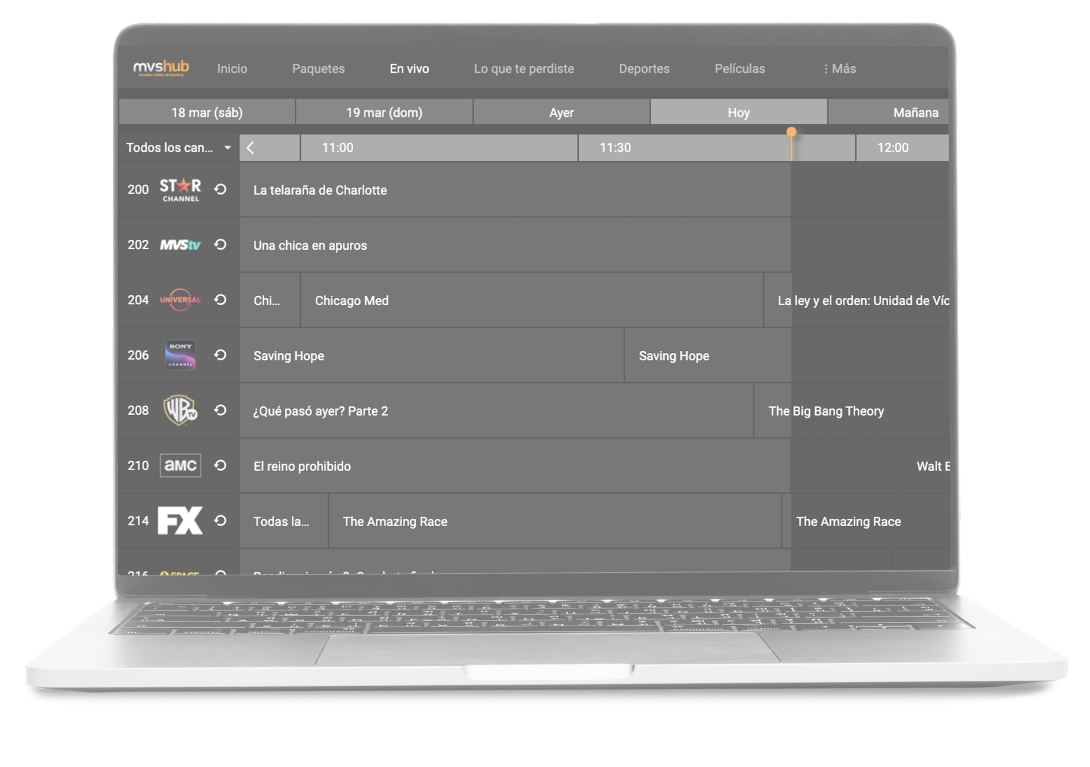 mvshub
Inicio
Paquetes
En vivo
Lo que te perdiste
Deportes
Películas
⋮ Más
18 mar (sáb)
19 mar (dom)
Ayer
Hoy
Mañana
Todos los can...
11:00
11:30
12:00
200 STAR CHANNEL
La telaraña de Charlotte
202 MVStv
Una chica en apuros
204 UNIVERSAL
Chi...
Chicago Med
La ley y el orden: Unidad de Víc
206 SONY CHANNEL
Saving Hope
Saving Hope
208 WB TV
¿Qué pasó ayer? Parte 2
The Big Bang Theory
210 aMC
El reino prohibido
Walt
214 FX
Todas la...
The Amazing Race
The Amazing Race
216 SPACE
control
option